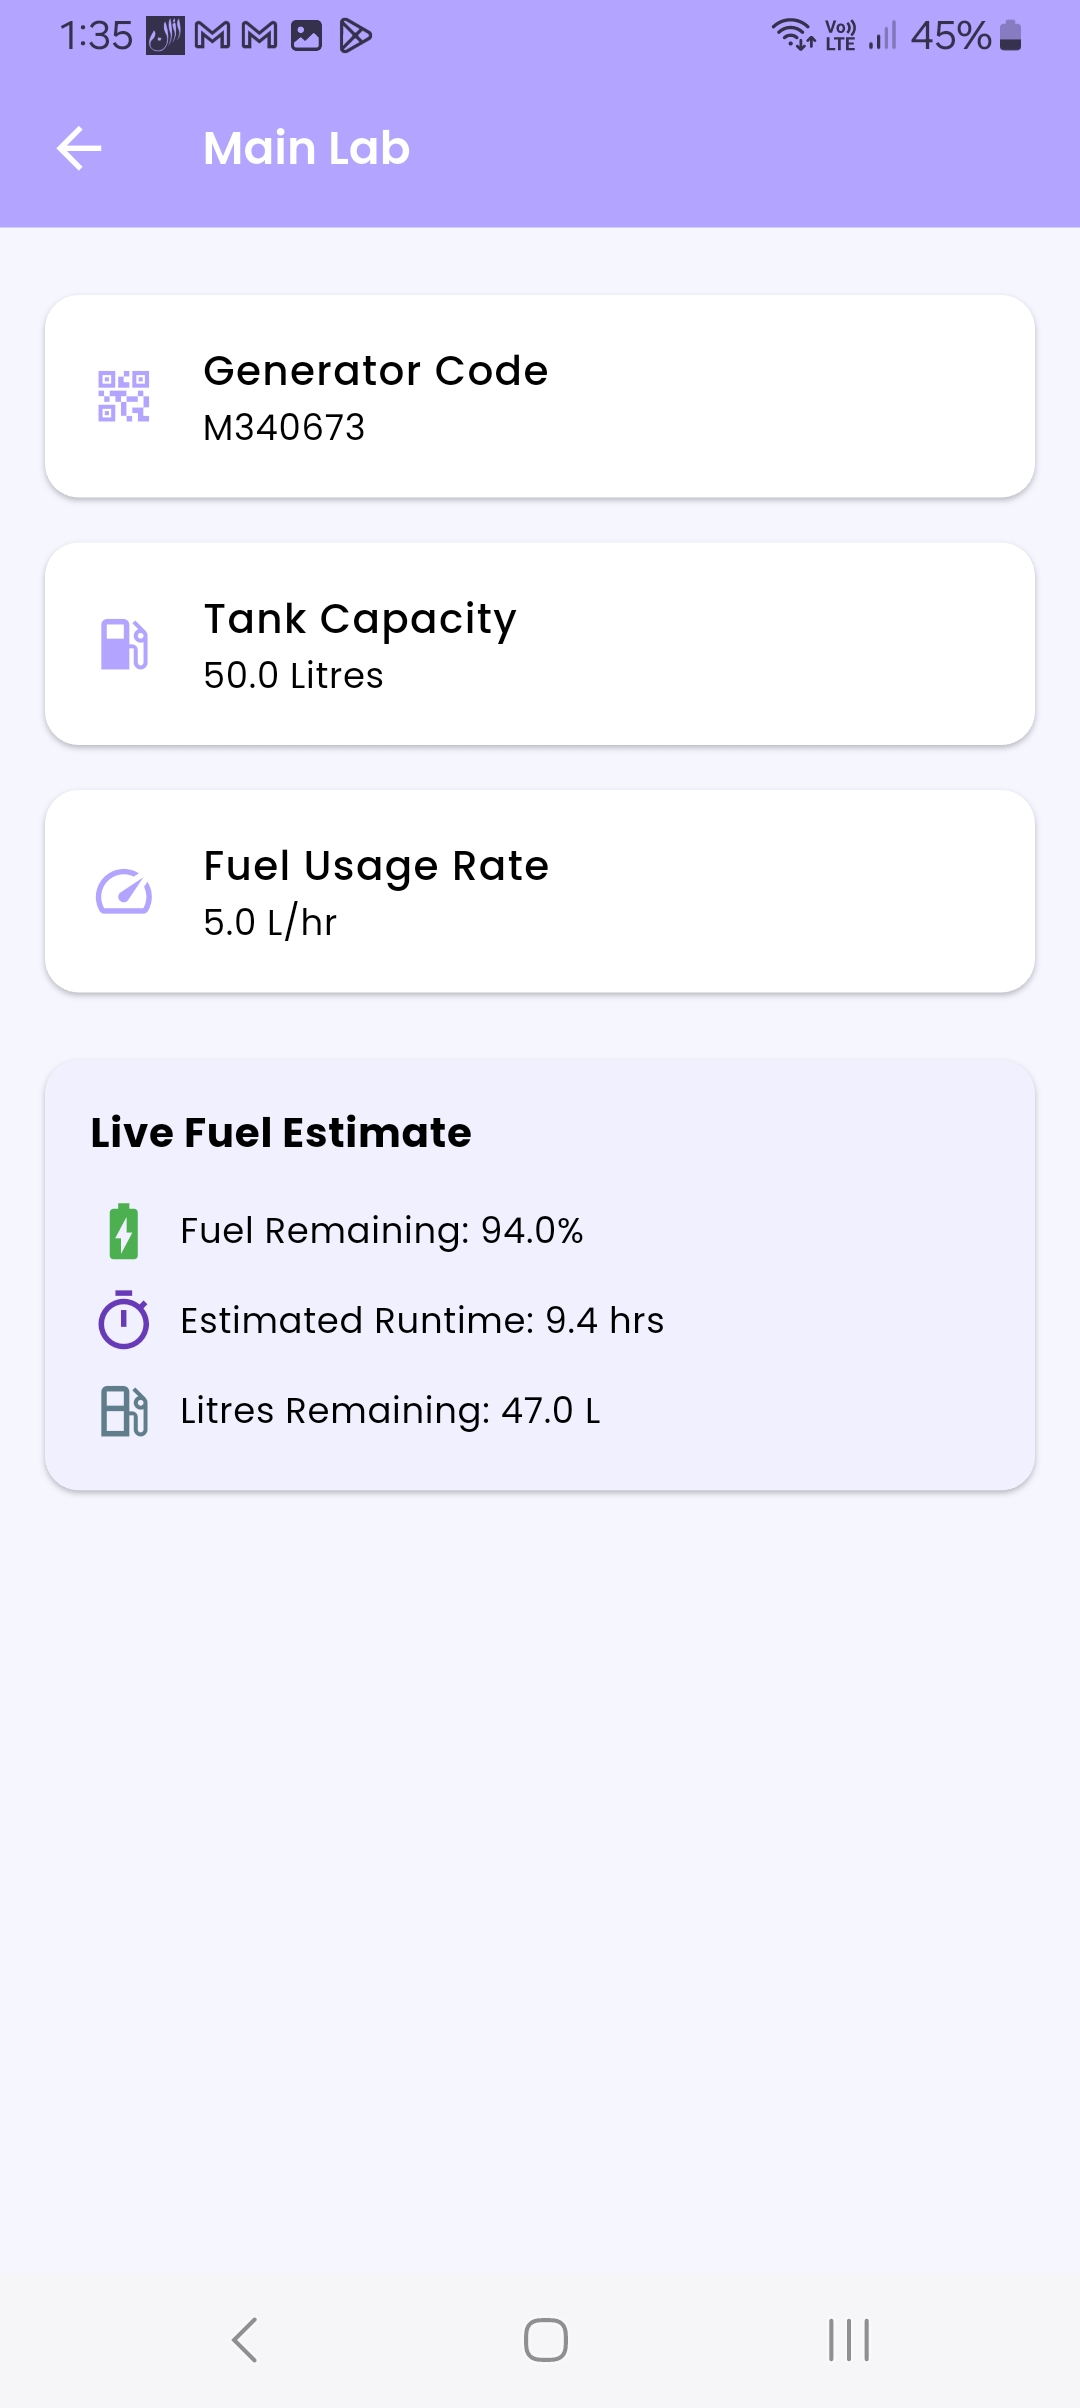 1:35 Vo)) LTE 45%
Main Lab
Generator Code
M340673
Tank Capacity
50.0 Litres
Fuel Usage Rate
5.0 L/hr
Live Fuel Estimate
Fuel Remaining: 94.0%
Estimated Runtime: 9.4 hrs
Litres Remaining: 47.0 L